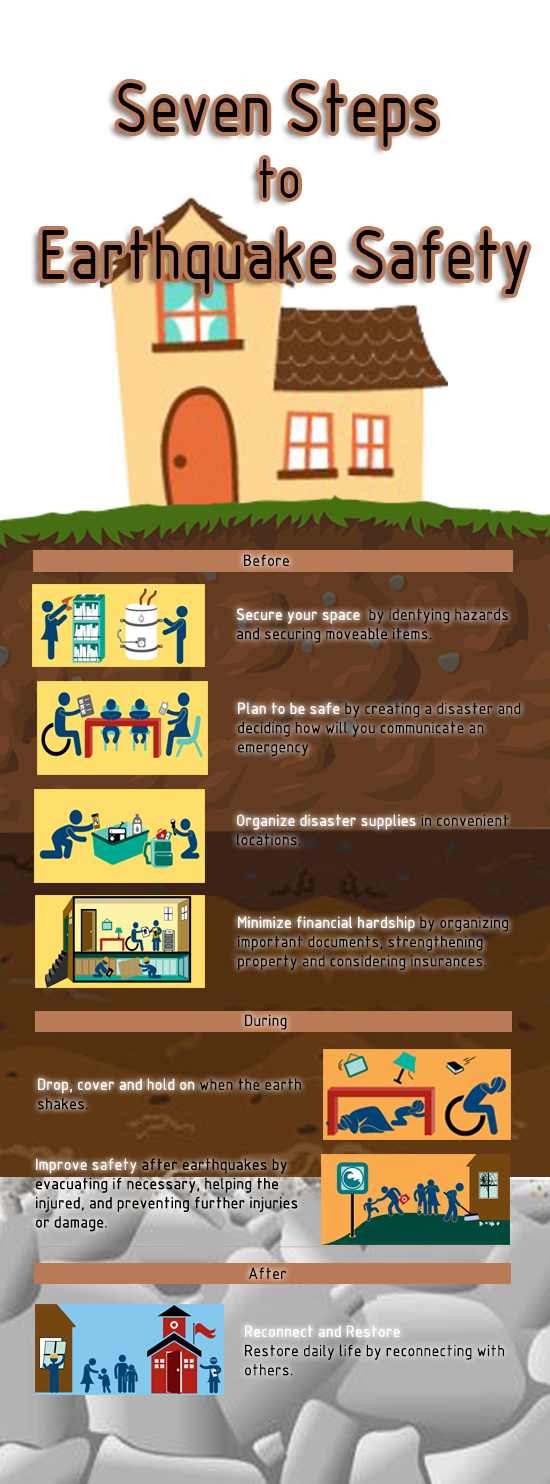 Seven Steps
to
Earthquake Safety
Before
Secure your space by identying hazards
and securing moveable items.
Plan to be safe by creating a disaster and
deciding how will you communicate an
emergency
Organize disaster supplies in convenient
locations.
Minimize financial hardship by organizing
important documents, strengthening
property and considering insurances.
During
Drop, cover and hold on when the earth
shakes.
Improve safety after earthquakes by
evacuating if necessary, helping the
injured, and preventing further injuries
or damage.
After
Reconnect and Restore
Restore daily life by reconnecting with
others.